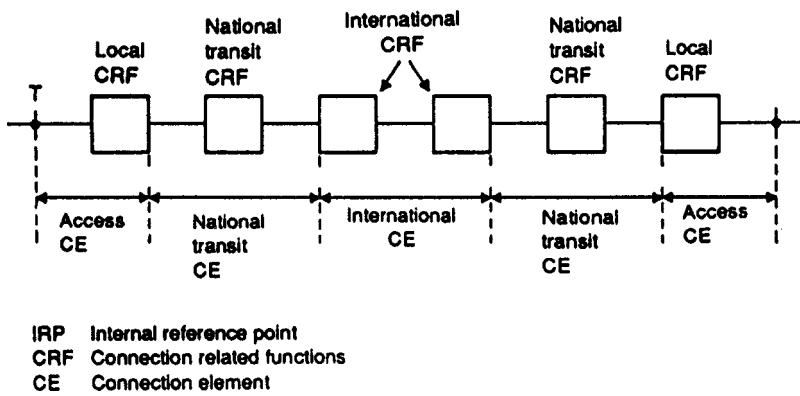 Local
CRF
National
transit
CRF
International
CRF
National
transit
CRF
Local
CRF
T
Access
CE
National
transit
CE
International
CE
National
transit
CE
Access
CE
IRP Internal reference point
CRF Connection related functions
CE Connection element